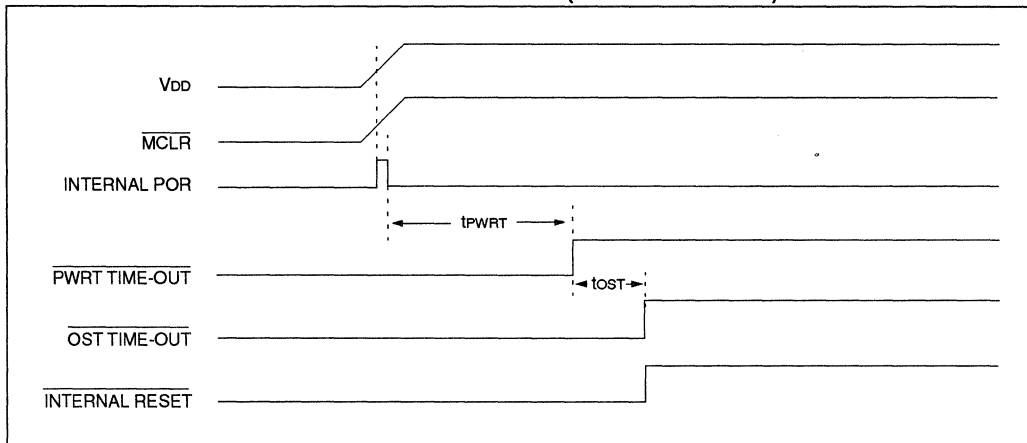 VDD
MCLR
INTERNAL POR
tPWRT
PWRT TIME-OUT
tOST
OST TIME-OUT
INTERNAL RESET